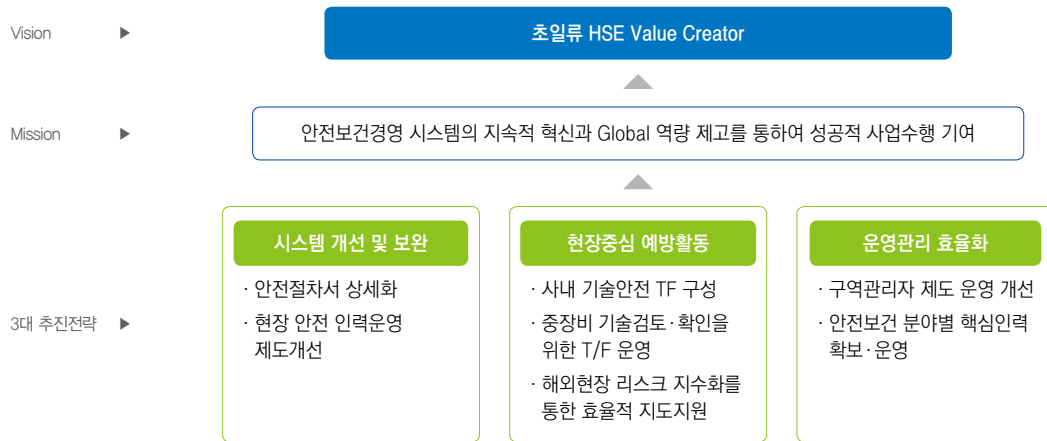 Vision ▶
초일류 HSE Value Creator
Mission ▶
안전보건경영 시스템의 지속적 혁신과 Global 역량 제고를 통하여 성공적 사업수행 기여
3대 추진전략 ▶
시스템 개선 및 보완
· 안전절차서 상세화
· 현장 안전 인력운영
제도개선
현장중심 예방활동
· 사내 기술안전 TF 구성
· 중장비 기술검토·확인을
위한 T/F 운영
· 해외현장 리스크 지수화를
통한 효율적 지도지원
운영관리 효율화
· 구역관리자 제도 운영 개선
· 안전보건 분야별 핵심인력
확보·운영